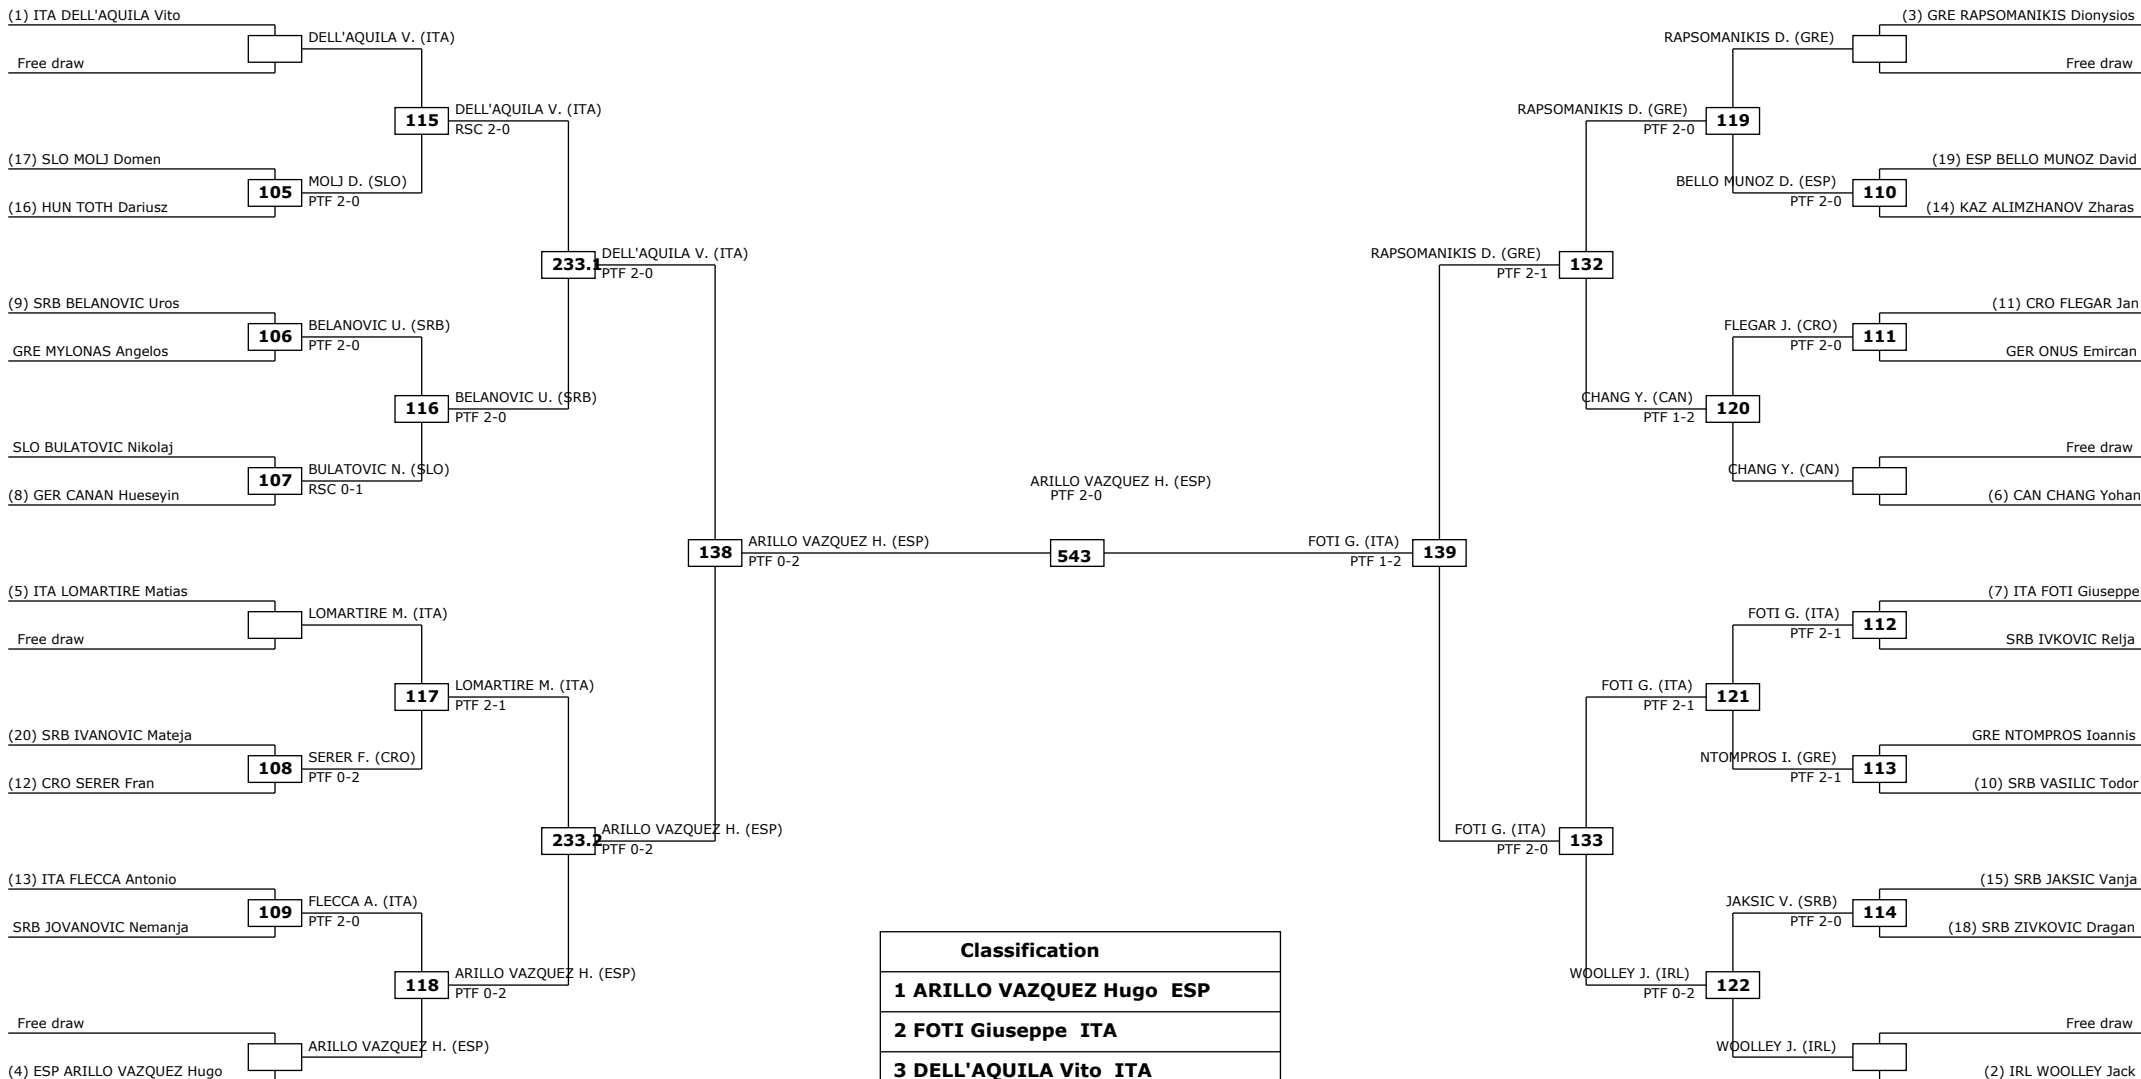 (1) ITA DELL'AQUILA Vito
Free draw
DELL'AQUILA V. (ITA)
115
DELL'AQUILA V. (ITA)
RSC 2-0
(17) SLO MOLJ Domen
(16) HUN TOTH Dariusz
105
MOLJ D. (SLO)
PTF 2-0
233.1
DELL'AQUILA V. (ITA)
PTF 2-0
(9) SRB BELANOVIC Uros
GRE MYLONAS Angelos
106
BELANOVIC U. (SRB)
PTF 2-0
116
BELANOVIC U. (SRB)
PTF 2-0
SLO BULATOVIC Nikolaj
(8) GER CANAN Hueseyin
107
BULATOVIC N. (SLO)
RSC 0-1
138
ARILLO VAZQUEZ H. (ESP)
PTF 0-2
(5) ITA LOMARTIRE Matias
Free draw
LOMARTIRE M. (ITA)
117
LOMARTIRE M. (ITA)
PTF 2-1
(20) SRB IVANOVIC Mateja
(12) CRO SERER Fran
108
SERER F. (CRO)
PTF 0-2
233.2
ARILLO VAZQUEZ H. (ESP)
PTF 0-2
(13) ITA FLECCA Antonio
SRB JOVANOVIC Nemanja
109
FLECCA A. (ITA)
PTF 2-0
118
ARILLO VAZQUEZ H. (ESP)
PTF 0-2
Free draw
(4) ESP ARILLO VAZQUEZ Hugo
ARILLO VAZQUEZ H. (ESP)
ARILLO VAZQUEZ H. (ESP)
PTF 2-0
543
Classification
1 ARILLO VAZQUEZ Hugo ESP
2 FOTI Giuseppe ITA
3 DELL'AQUILA Vito ITA
(3) GRE RAPSOMANIKIS Dionysios
Free draw
RAPSOMANIKIS D. (GRE)
RAPSOMANIKIS D. (GRE)
PTF 2-0
119
(19) ESP BELLO MUNOZ David
(14) KAZ ALIMZHANOV Zharas
BELLO MUNOZ D. (ESP)
PTF 2-0
110
RAPSOMANIKIS D. (GRE)
PTF 2-1
132
(11) CRO FLEGAR Jan
GER ONUS Emircan
FLEGAR J. (CRO)
PTF 2-0
111
CHANG Y. (CAN)
PTF 1-2
120
Free draw
(6) CAN CHANG Yohan
CHANG Y. (CAN)
FOTI G. (ITA)
PTF 1-2
139
(7) ITA FOTI Giuseppe
SRB IVKOVIC Relja
FOTI G. (ITA)
PTF 2-1
112
FOTI G. (ITA)
PTF 2-1
121
GRE NTOMPROS Ioannis
(10) SRB VASILIC Todor
NTOMPROS I. (GRE)
PTF 2-1
113
FOTI G. (ITA)
PTF 2-0
133
(15) SRB JAKSIC Vanja
(18) SRB ZIVKOVIC Dragan
JAKSIC V. (SRB)
PTF 2-0
114
WOOLLEY J. (IRL)
PTF 0-2
122
Free draw
(2) IRL WOOLLEY Jack
WOOLLEY J. (IRL)